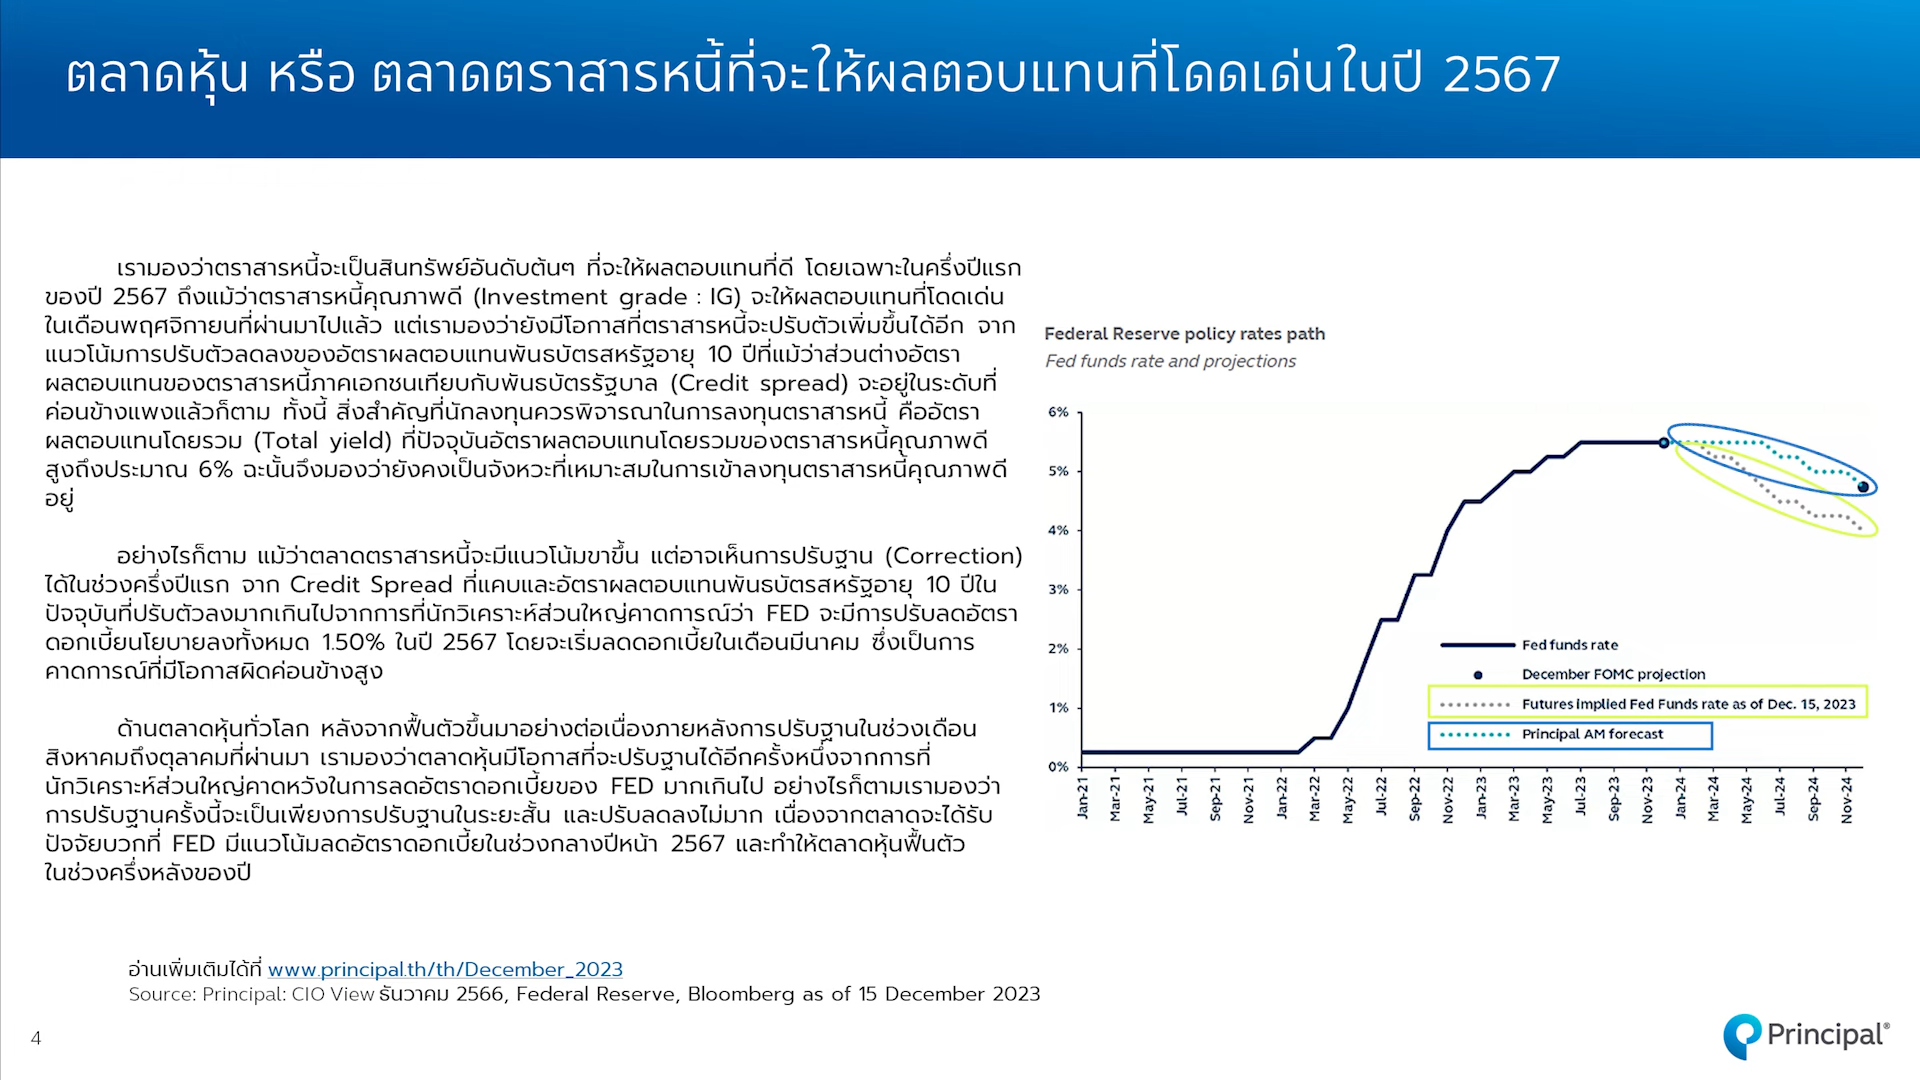 ตลาดหุ้น หรือ ตลาดตราสารหนี้ที่จะให้ผลตอบแทนที่โดดเด่นในปี 2567
เรามองว่าตราสารหนี้จะเป็นสินทรัพย์อันดับต้นๆ ที่จะให้ผลตอบแทนที่ดี โดยเฉพาะในครึ่งปีแรก
ของปี 2567 ถึงแม้ว่าตราสารหนี้คุณภาพดี (Investment grade : IG) จะให้ผลตอบแทนที่โดดเด่น
ในเดือนพฤศจิกายนที่ผ่านมาไปแล้ว แต่เรามองว่ายังมีโอกาสที่ตราสารหนี้จะปรับตัวเพิ่มขึ้นได้อีก จาก
แนวโน้มการปรับตัวลดลงของอัตราผลตอบแทนพันธบัตรสหรัฐอายุ 10 ปีที่แม้ว่าส่วนต่างอัตรา
ผลตอบแทนของตราสารหนี้ภาคเอกชนเทียบกับพันธบัตรรัฐบาล (Credit spread) จะอยู่ในระดับที่
ค่อนข้างแพงแล้วก็ตาม ทั้งนี้ สิ่งสำคัญที่นักลงทุนควรพิจารณาในการลงทุนตราสารหนี้ คืออัตรา
ผลตอบแทนโดยรวม (Total yield) ที่ปัจจุบันอัตราผลตอบแทนโดยรวมของตราสารหนี้คุณภาพดี
สูงถึงประมาณ 6% ฉะนั้นจึงมองว่ายังคงเป็นจังหวะที่เหมาะสมในการเข้าลงทุนตราสารหนี้คุณภาพดี
อยู่
อย่างไรก็ตาม แม้ว่าตลาดตราสารหนี้จะมีแนวโน้มขาขึ้น แต่อาจเห็นการปรับฐาน (Correction)
ได้ในช่วงครึ่งปีแรก จาก Credit Spread ที่แคบและอัตราผลตอบแทนพันธบัตรสหรัฐอายุ 10 ปีใน
ปัจจุบันที่ปรับตัวลงมากเกินไปจากการที่นักวิเคราะห์ส่วนใหญ่คาดการณ์ว่า FED จะมีการปรับลดอัตรา
ดอกเบี้ยนโยบายลงทั้งหมด 1.50% ในปี 2567 โดยจะเริ่มลดดอกเบี้ยในเดือนมีนาคม ซึ่งเป็นการ
คาดการณ์ที่มีโอกาสผิดค่อนข้างสูง
ด้านตลาดหุ้นทั่วโลก หลังจากฟื้นตัวขึ้นมาอย่างต่อเนื่องภายหลังการปรับฐานในช่วงเดือน
สิงหาคมถึงตุลาคมที่ผ่านมา เรามองว่าตลาดหุ้นมีโอกาสที่จะปรับฐานได้อีกครั้งหนึ่งจากการที่
นักวิเคราะห์ส่วนใหญ่คาดหวังในการลดอัตราดอกเบี้ยของ FED มากเกินไป อย่างไรก็ตามเรามองว่า
การปรับฐานครั้งนี้จะเป็นเพียงการปรับฐานในระยะสั้น และปรับลดลงไม่มาก เนื่องจากตลาดจะได้รับ
ปัจจัยบวกที่ FED มีแนวโน้มลดอัตราดอกเบี้ยในช่วงกลางปีหน้า 2567 และทำให้ตลาดหุ้นฟื้นตัว
ในช่วงครึ่งหลังของปี
Federal Reserve policy rates path
Fed funds rate and projections
6%
5%
4%
3%
2%
1%
0%
Fed funds rate
December FOMC projection
Futures implied Fed Funds rate as of Dec. 15, 2023
Principal AM forecast
Jan-21
Mar-21
May-21
Jul-21
Sep-21
Nov-21
Jan-22
Mar-22
May-22
Jul-22
Sep-22
Nov-22
Jan-23
Mar-23
May-23
Jul-23
Sep-23
Nov-23
Jan-24
Mar-24
May-24
Jul-24
Sep-24
Nov-24
อ่านเพิ่มเติมได้ที่ www.principal.th/th/December_2023
Source: Principal: CIO View ธันวาคม 2566, Federal Reserve, Bloomberg as of 15 December 2023
4
Principal®